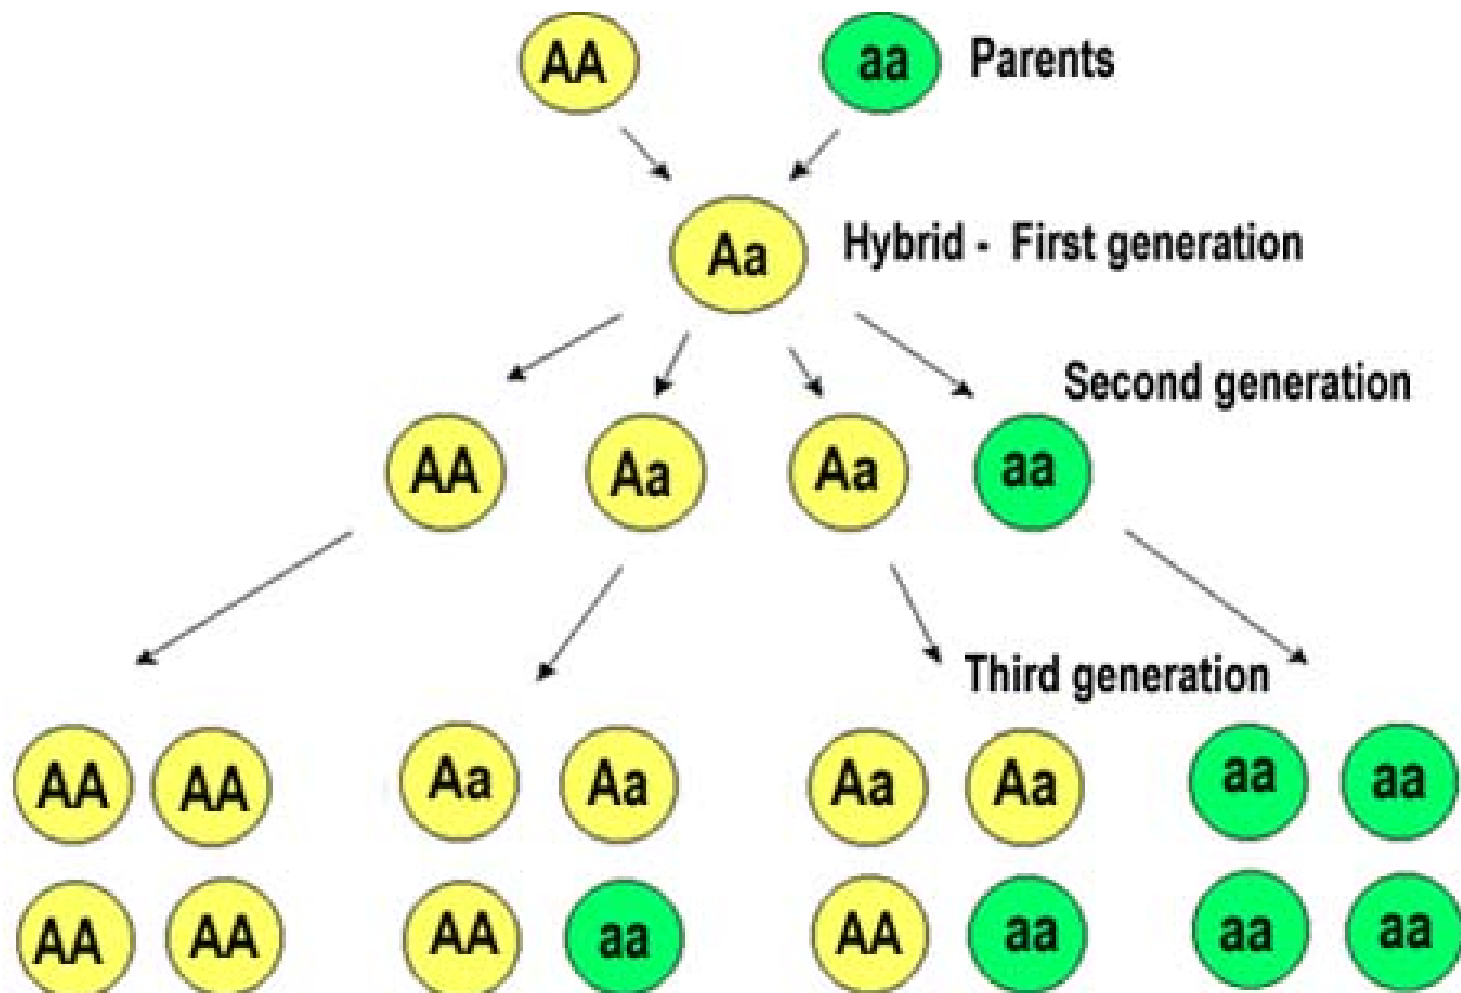 AA aa Parents
Aa Hybrid - First generation
Second generation
AA Aa Aa aa
Third generation
AA AA Aa Aa Aa Aa aa aa
AA AA AA aa AA aa aa aa